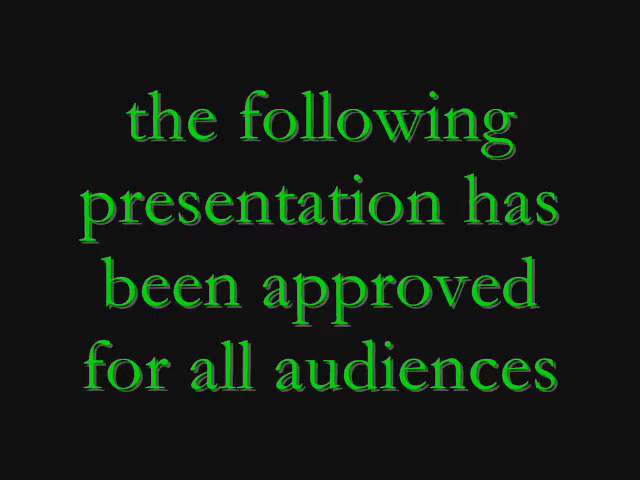 the following
presentation has
been approved
for all audiences